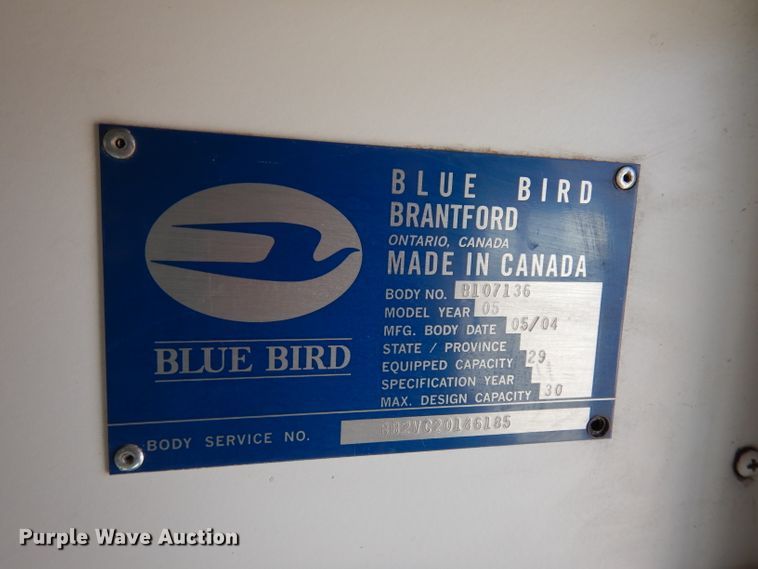 BLUE BIRD
BRANTFORD
ONTARIO, CANADA
MADE IN CANADA
BODY NO. B107136
MODEL YEAR 05
MFG. BODY DATE 05/04
STATE / PROVINCE
EQUIPPED CAPACITY 29
SPECIFICATION YEAR
MAX. DESIGN CAPACITY 30
BLUE BIRD
BODY SERVICE NO.
Purple Wave Auction